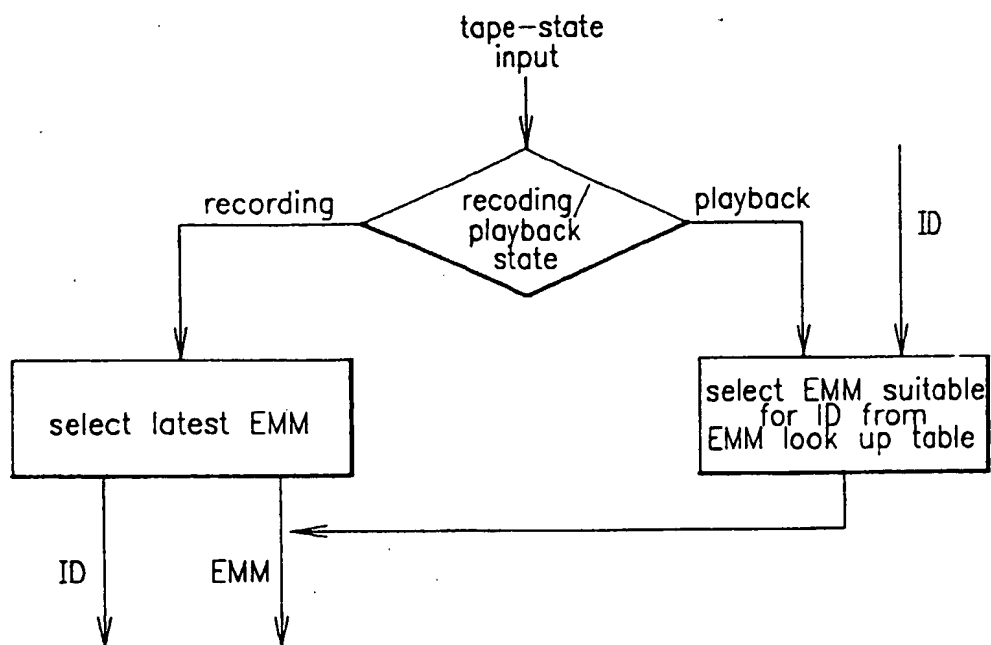 tape-state
input
recording
recoding/
playback
state
playback
ID
select latest EMM
select EMM suitable
for ID from
EMM look up table
ID
EMM